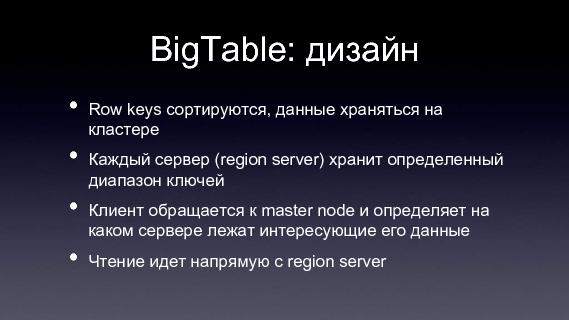 BigTable: дизайн
• Row keys сортируются, данные храняться на
кластере
• Каждый сервер (region server) хранит определенный
диапазон ключей
• Клиент обращается к master node и определяет на
каком сервере лежат интересующие его данные
• Чтение идет напрямую с region server